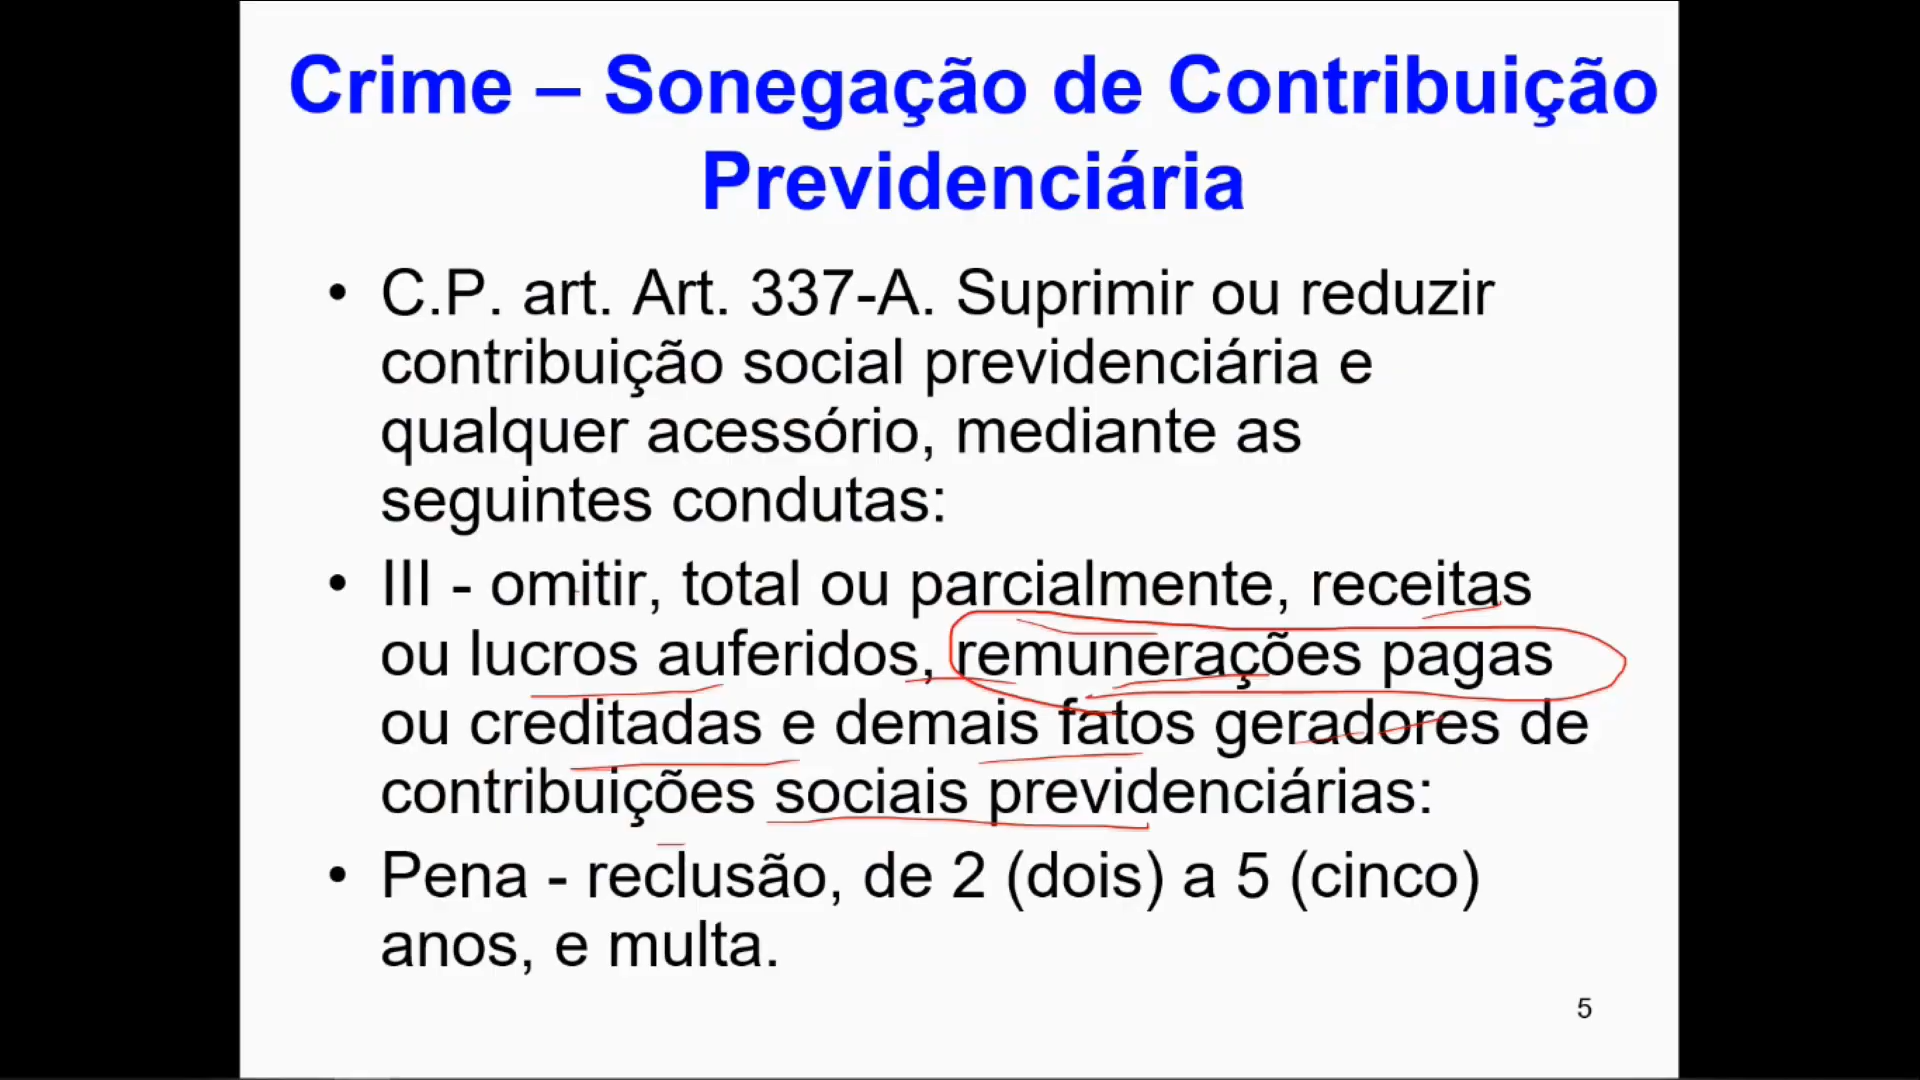 Crime – Sonegação de Contribuição
Previdenciária
• C.P. art. Art. 337-A. Suprimir ou reduzir
contribuição social previdenciária e
qualquer acessório, mediante as
seguintes condutas:
• III - omitir, total ou parcialmente, receitas
ou lucros auferidos, remunerações pagas
ou creditadas e demais fatos geradores de
contribuições sociais previdenciárias:
• Pena - reclusão, de 2 (dois) a 5 (cinco)
anos, e multa.
5